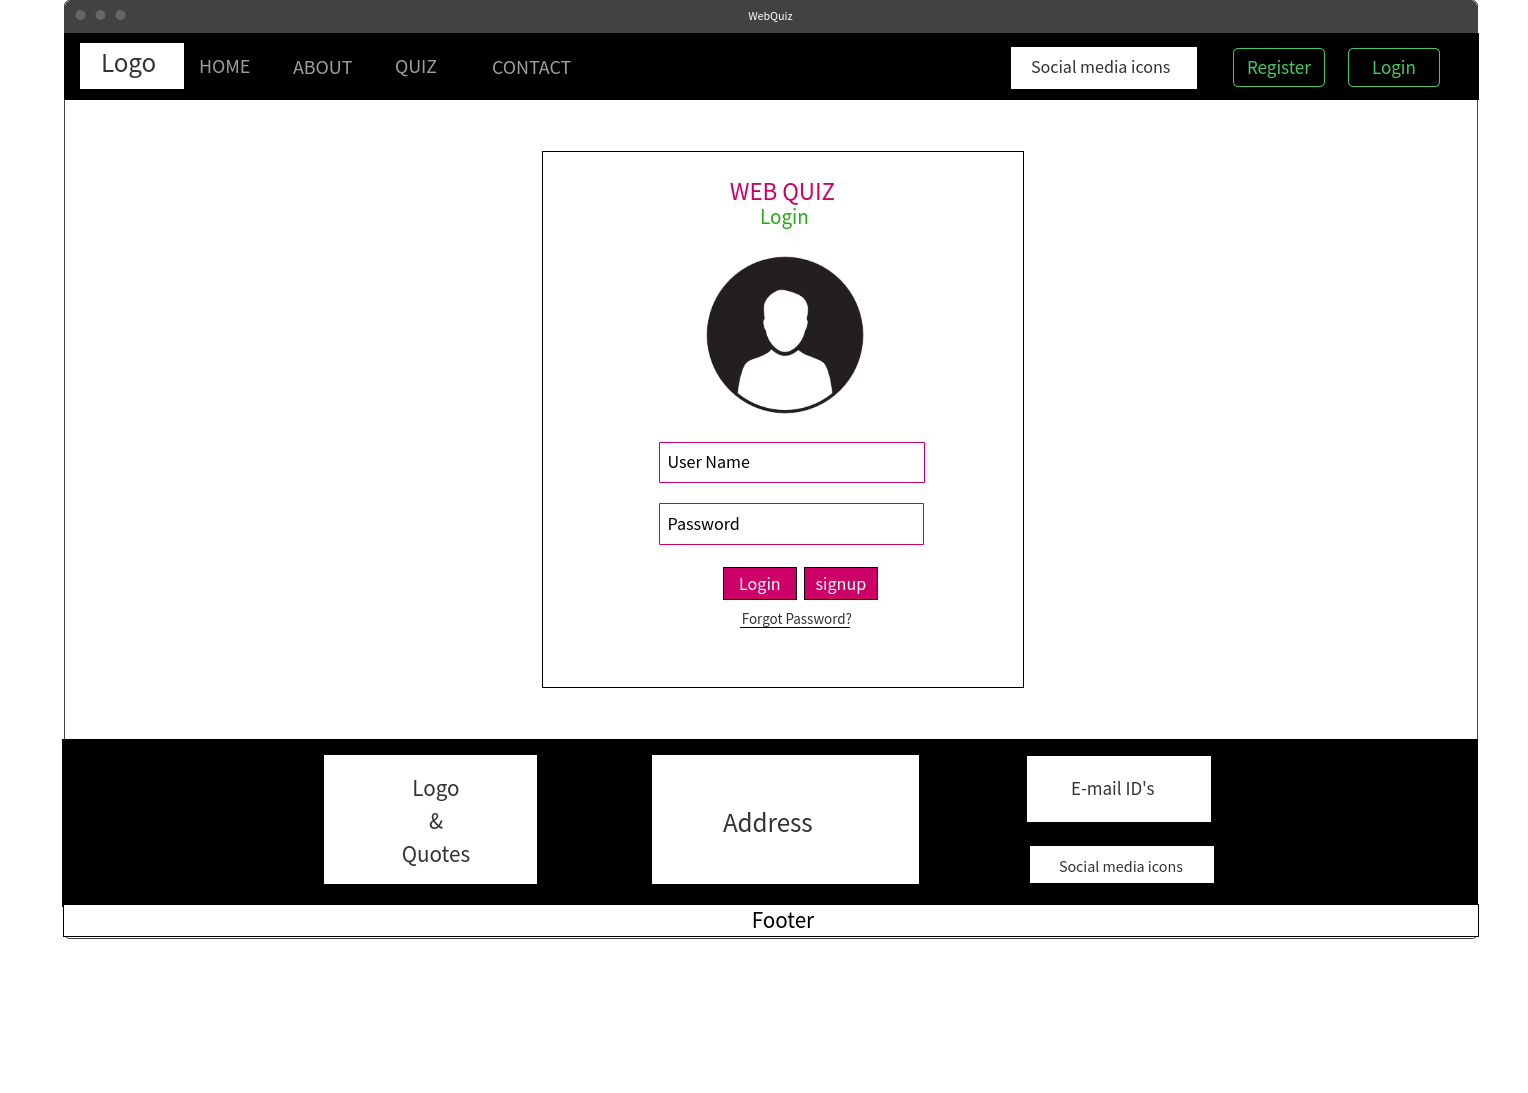 WebQuiz
Logo
HOME
ABOUT
QUIZ
CONTACT
Social media icons
Register
Login
WEB QUIZ
Login
User Name
Password
Login
signup
Forgot Password?
Logo
&
Quotes
Address
E-mail ID's
Social media icons
Footer